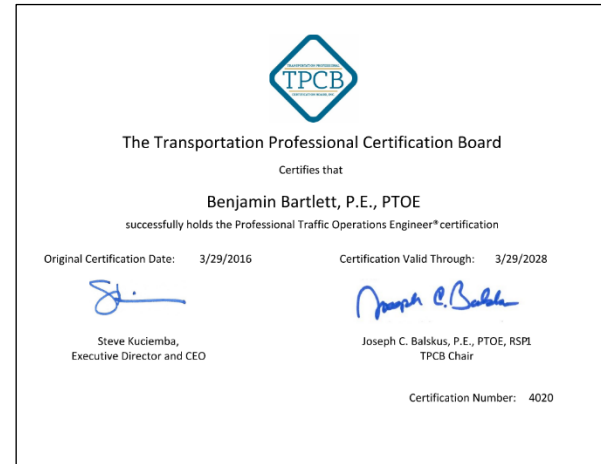 TRANSPORTATION PROFESSIONAL
TPCB
CERTIFICATION BOARD, INC.
The Transportation Professional Certification Board
Certifies that
Benjamin Bartlett, P.E., PTOE
successfully holds the Professional Traffic Operations Engineer® certification
Original Certification Date: 3/29/2016
Certification Valid Through: 3/29/2028
Joseph C. Balskus
Steve Kuciemba,
Executive Director and CEO
Joseph C. Balskus, P.E., PTOE, RSP1
TPCB Chair
Certification Number: 4020